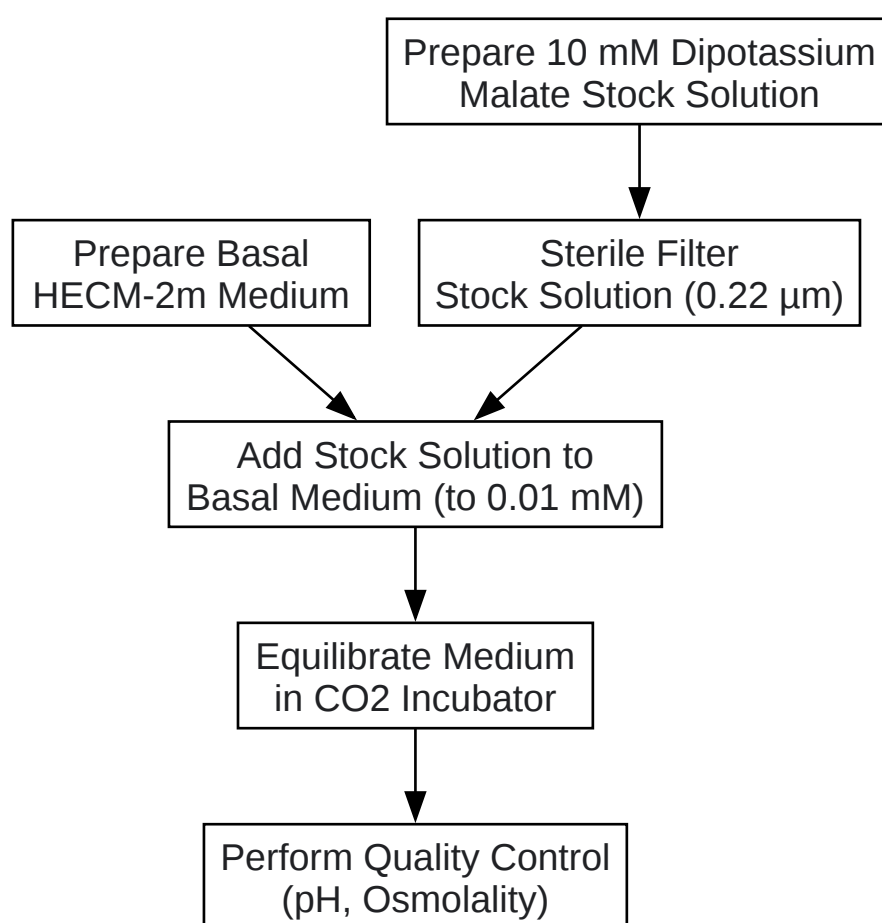 Prepare 10 mM Dipotassium
Malate Stock Solution
Prepare Basal
HECM-2m Medium
Sterile Filter
Stock Solution (0.22 µm)
Add Stock Solution to
Basal Medium (to 0.01 mM)
Equilibrate Medium
in CO2 Incubator
Perform Quality Control
(pH, Osmolality)